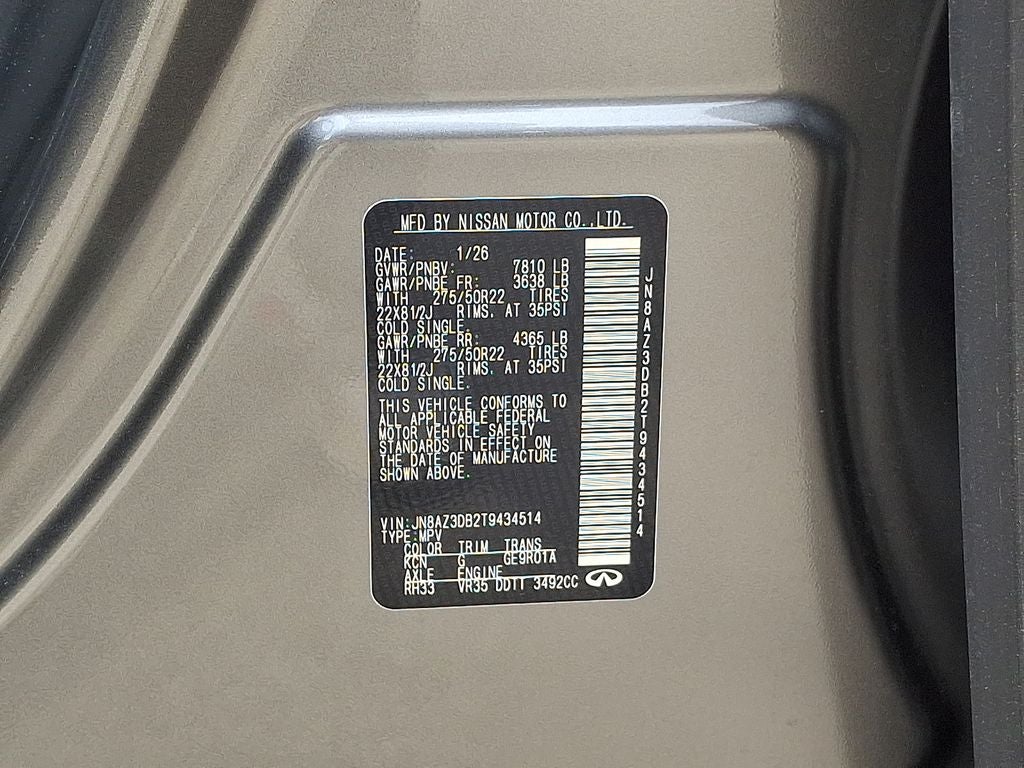 MFD BY NISSAN MOTOR CO.,LTD.
DATE: 1/26
GVWR/PNBV: 7810 LB
GAWR/PNBE FR: 3638 LB
WITH 275/50R22 TIRES
22X81/2J RIMS, AT 35PSI
COLD SINGLE.
GAWR/PNBE RR: 4365 LB
WITH 275/50R22 TIRES
22X81/2J RIMS, AT 35PSI
COLD SINGLE.
THIS VEHICLE CONFORMS TO
ALL APPLICABLE FEDERAL
MOTOR VEHICLE SAFETY
STANDARDS IN EFFECT ON
THE DATE OF MANUFACTURE
SHOWN ABOVE.
VIN:JN8AZ3DB2T9434514
TYPE:MPV
COLOR TRIM TRANS
KCN G GE9R01A
AXLE ENGINE
RH33 VR35 DDTT 3492CC
JN8AZ3DB2T9434514